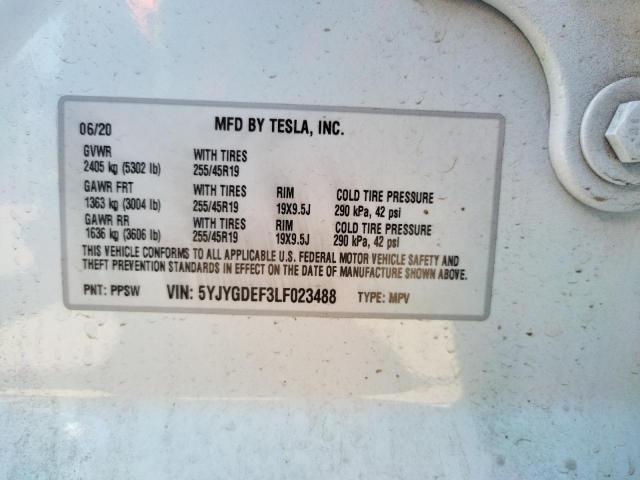 06/20 MFD BY TESLA, INC.
GVWR WITH TIRES
2405 kg (5302 lb) 255/45R19
GAWR FRT WITH TIRES RIM COLD TIRE PRESSURE
1363 kg (3004 lb) 255/45R19 19X9.5J 290 kPa, 42 psi
GAWR RR WITH TIRES RIM COLD TIRE PRESSURE
1636 kg (3606 lb) 255/45R19 19X9.5J 290 kPa, 42 psi
THIS VEHICLE CONFORMS TO ALL APPLICABLE U.S. FEDERAL MOTOR VEHICLE SAFETY AND
THEFT PREVENTION STANDARDS IN EFFECT ON THE DATE OF MANUFACTURE SHOWN ABOVE.
PNT: PPSW VIN: 5YJYGDEF3LF023488 TYPE: MPV